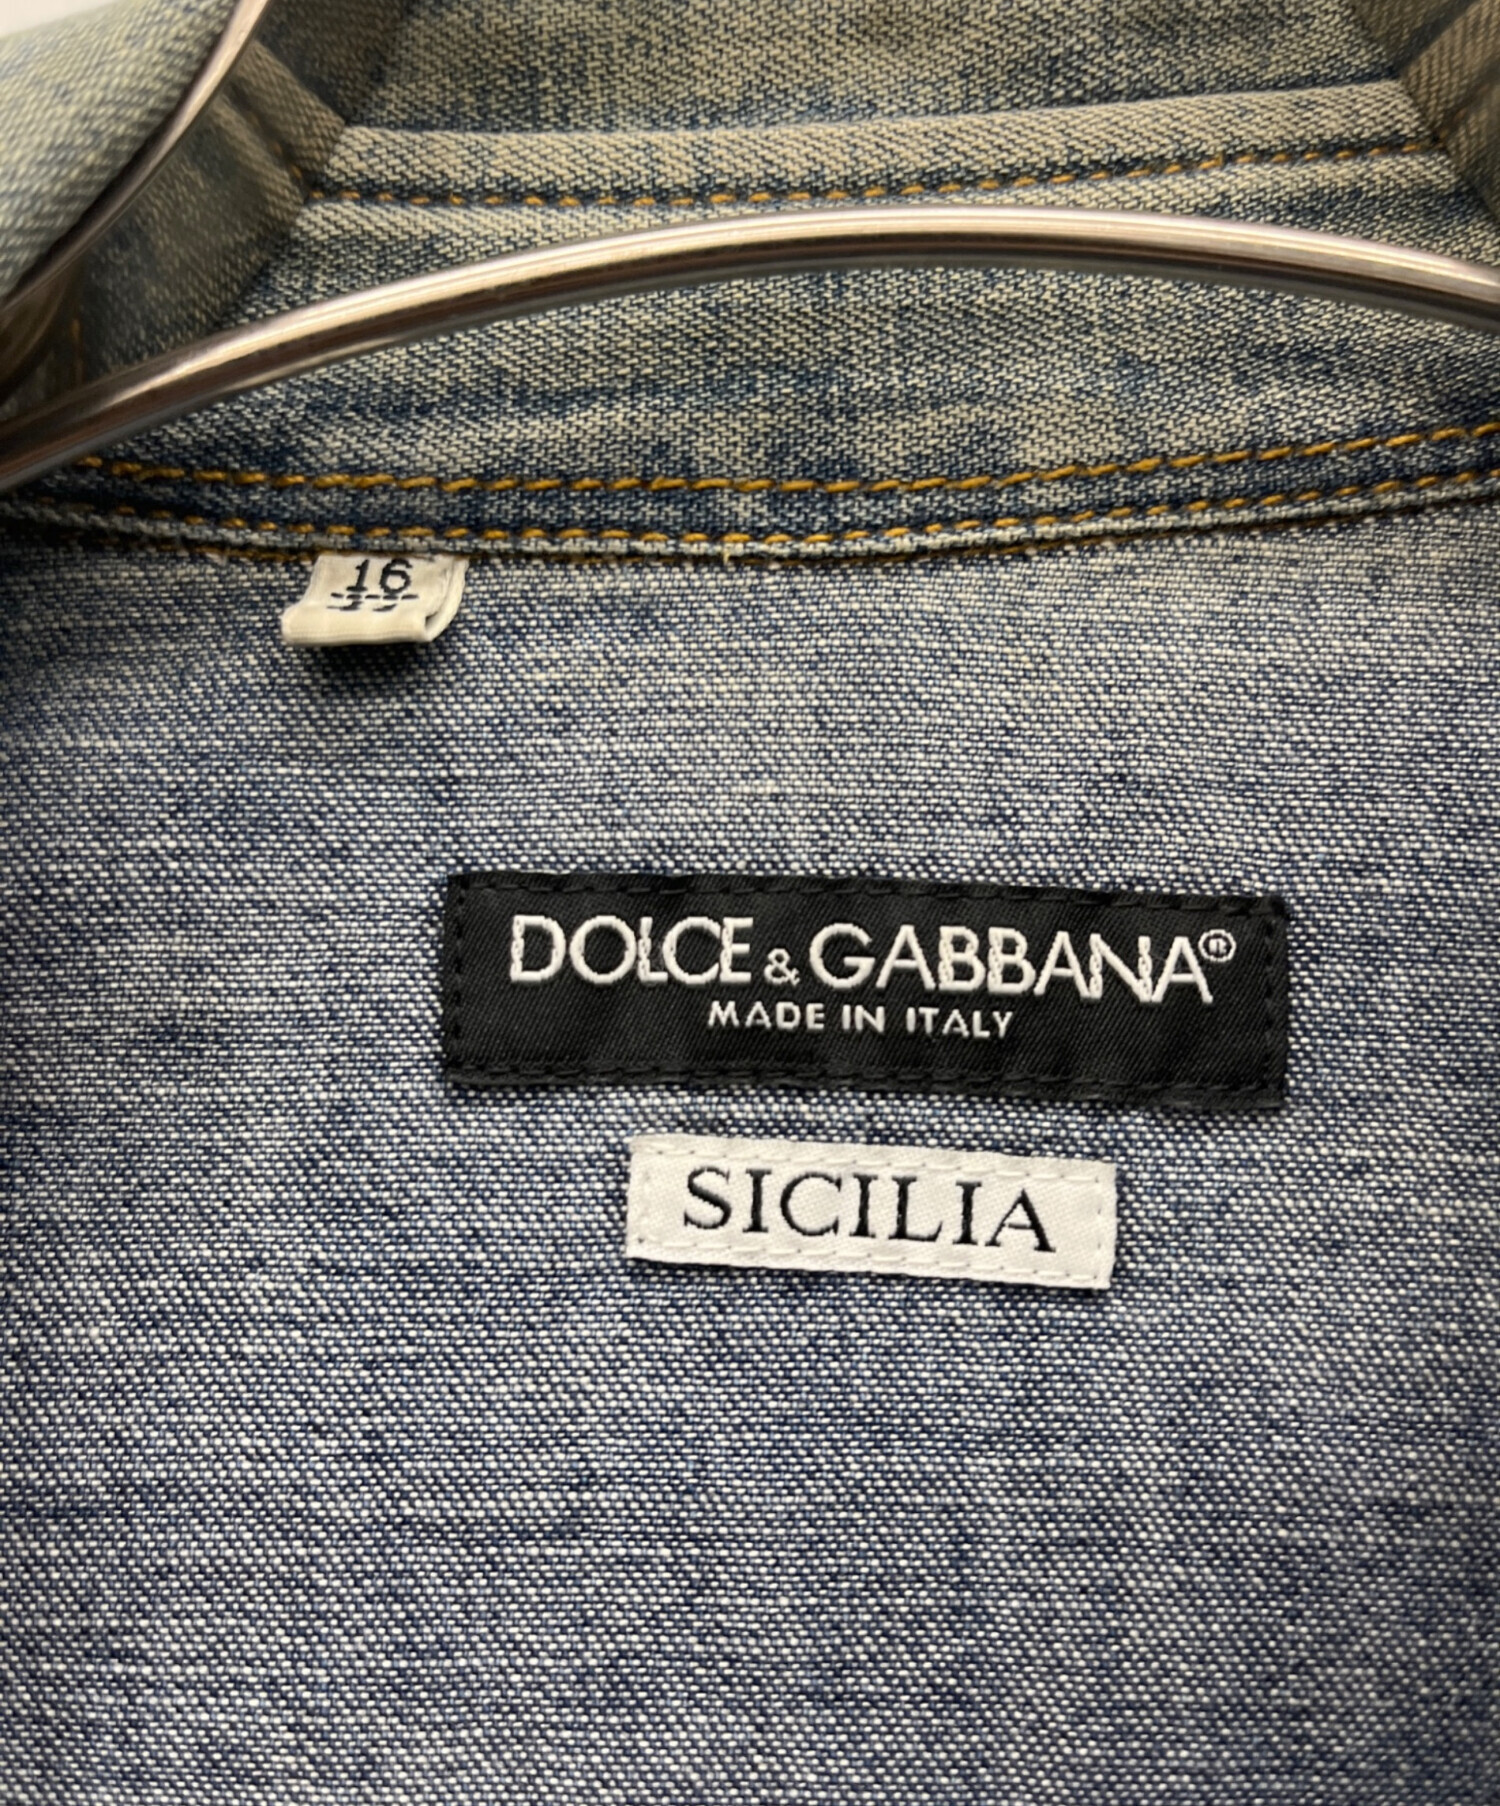 16
DOLCE & GABBANA®
MADE IN ITALY
SICILIA